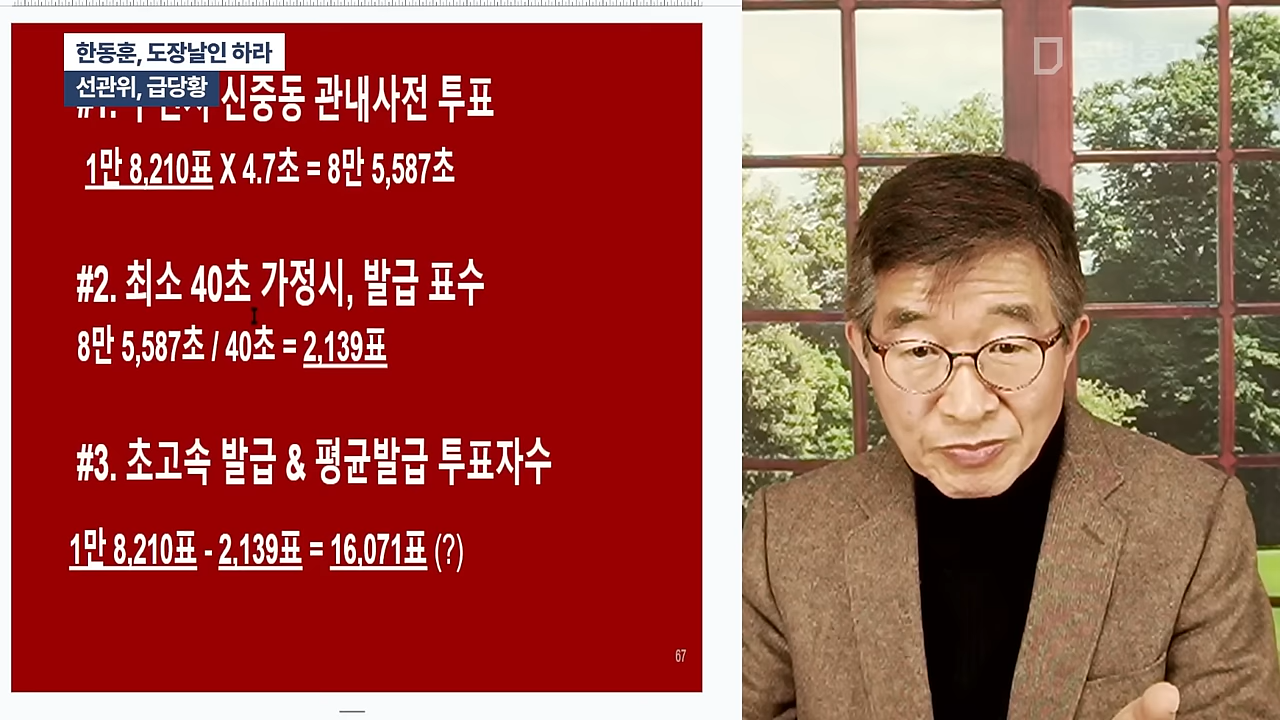 한동훈, 도장날인 하라
선관위, 급당황
신중동 관내사전 투표
1만 8,210표 X 4.7초 = 8만 5,587초
#2. 최소 40초 가정시, 발급 표수
8만 5,587초 / 40초 = 2,139표
#3. 초고속 발급 & 평균발급 투표자수
1만 8,210표 - 2,139표 = 16,071표 (?)
67